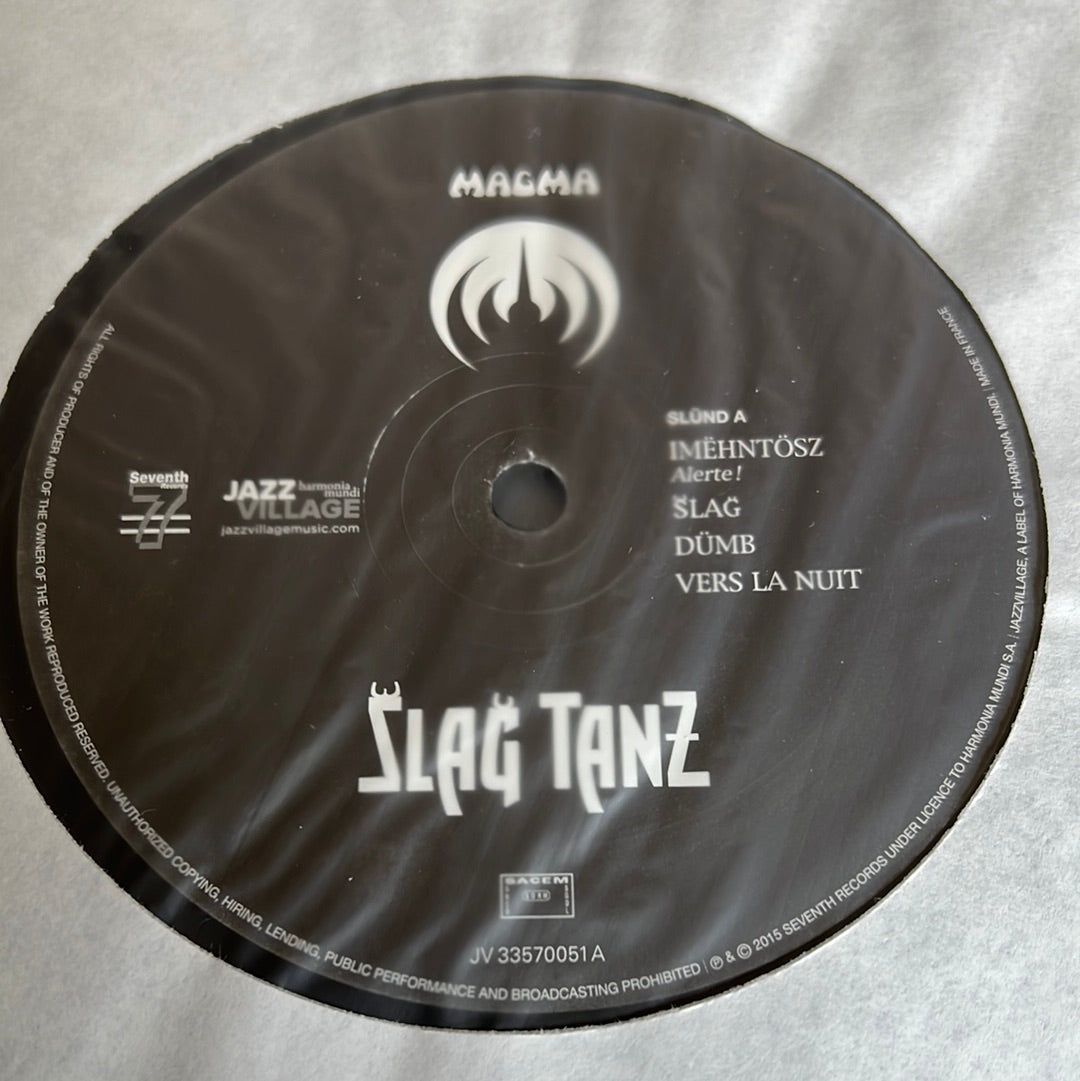 MAGMA
SLÜND A
IMËHNTÖSZ
Alerte !
S̆LAĞ
DÜMB
VERS LA NUIT
Seventh
Records
77
JAZZ harmonia
mundi
VILLAGE
jazzvillagemusic.com
S̆LAĞ TANZ
SACEM
JV 33570051 A
ALL RIGHTS OF PRODUCER AND OF THE OWNER OF THE WORK REPRODUCED RESERVED. UNAUTHORIZED COPYING, HIRING, LENDING, PUBLIC PERFORMANCE AND BROADCASTING PROHIBITED | ℗ & © 2015 SEVENTH RECORDS UNDER LICENCE TO HARMONIA MUNDI S.A. | JAZZVILLAGE, A LABEL OF HARMONIA MUNDI. | MADE IN FRANCE